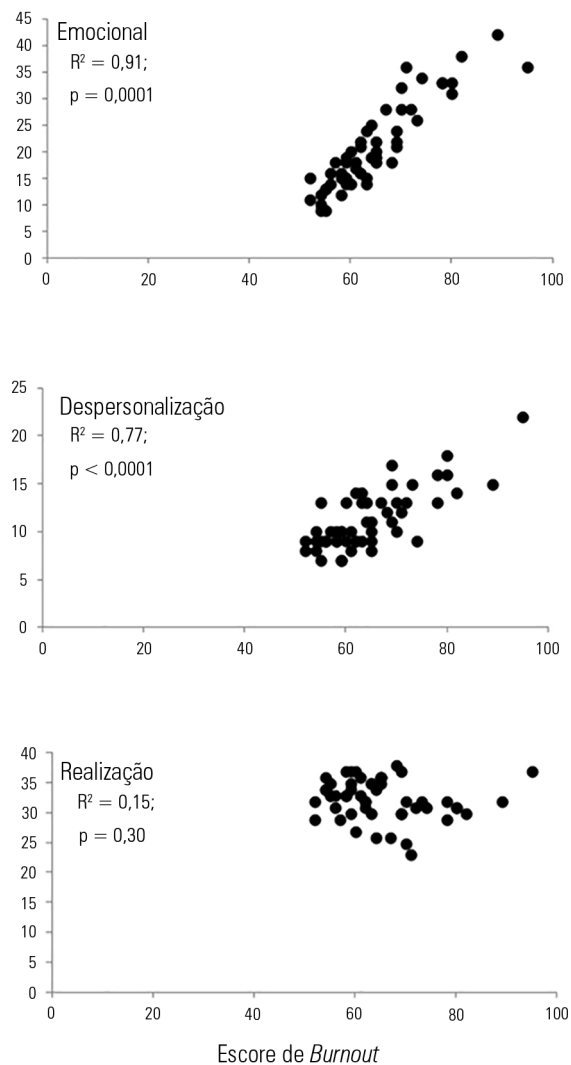 Emocional
R² = 0,91;
p = 0,0001
45
40
35
30
25
20
15
10
5
0
0 20 40 60 80 100
Despersonalização
R² = 0,77;
p < 0,0001
25
20
15
10
5
0
0 20 40 60 80 100
Realização
R² = 0,15;
p = 0,30
40
35
30
25
20
15
10
5
0
0 20 40 60 80 100
Escore de Burnout